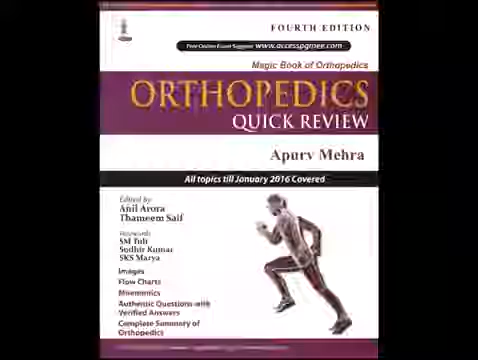 FOURTH EDITION
Free Online Exam Support www.accesspgmee.com
Magic Book of Orthopedics
ORTHOPEDICS
QUICK REVIEW
Apurv Mehra
All topics till January 2016 Covered
Edited by
Anil Arora
Thameem Saif
Forewords
SM Tuli
Sudhir Kumar
SKS Marya
Images
Flow Charts
Mnemonics
Authentic Questions with
Verified Answers
Complete Summary of
Orthopedics